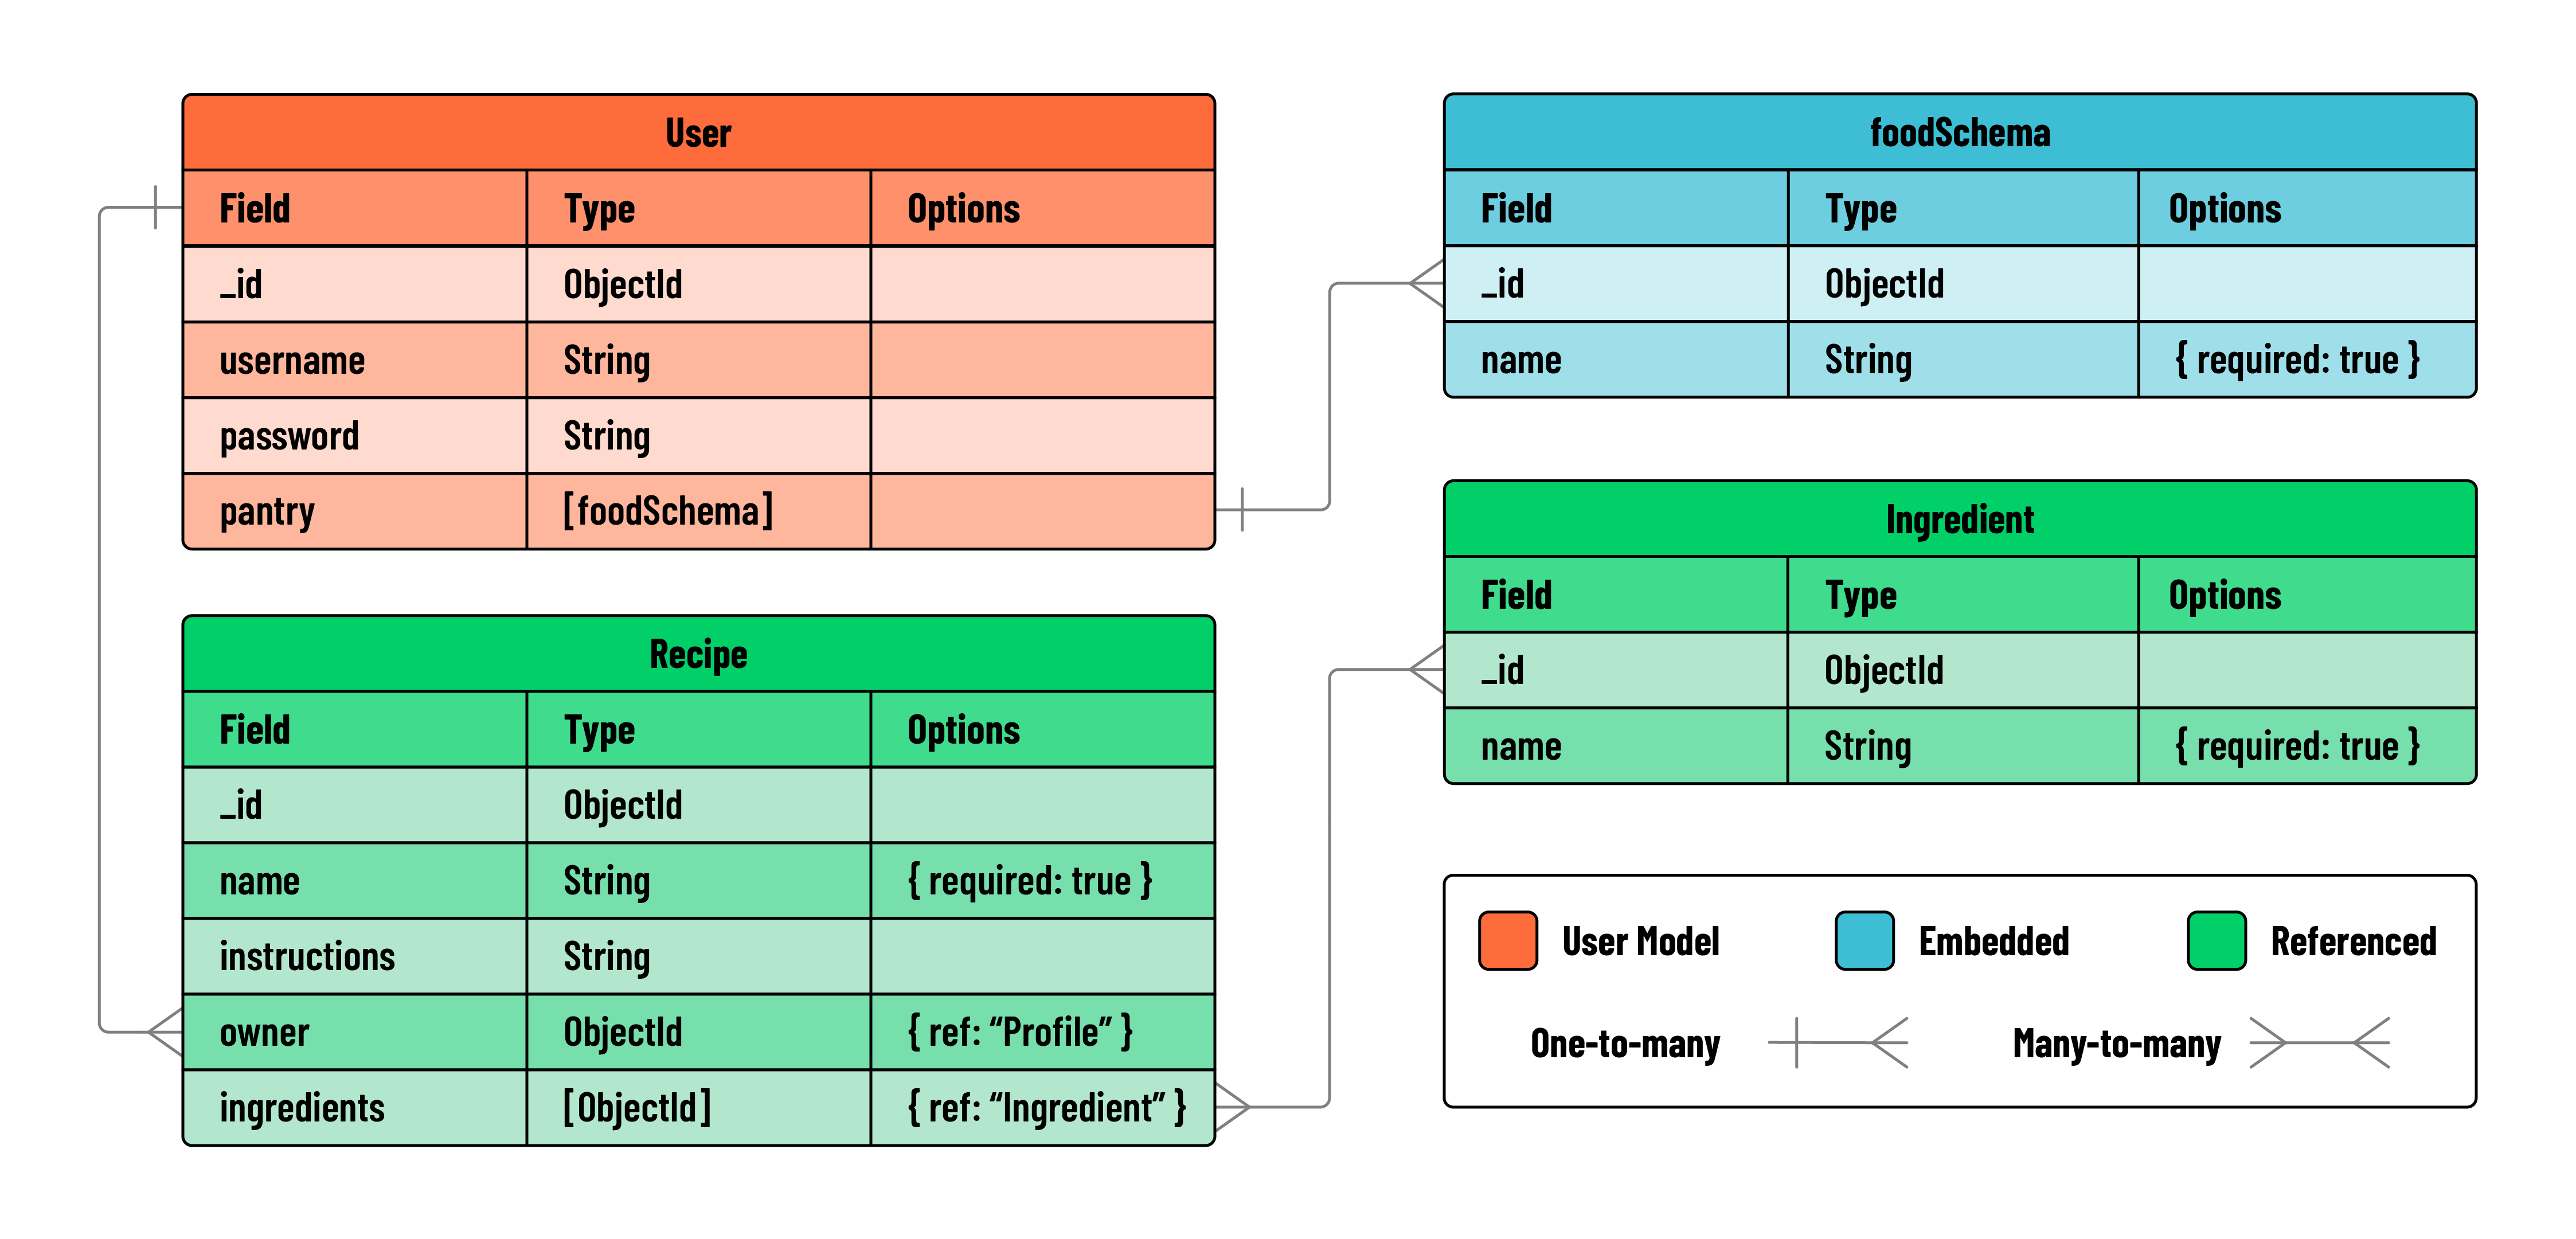 User
Field Type Options
_id ObjectId
username String
password String
pantry [foodSchema]
foodSchema
Field Type Options
_id ObjectId
name String { required: true }
Recipe
Field Type Options
_id ObjectId
name String { required: true }
instructions String
owner ObjectId { ref: “Profile” }
ingredients [ObjectId] { ref: “Ingredient” }
Ingredient
Field Type Options
_id ObjectId
name String { required: true }
User Model Embedded Referenced
One-to-many Many-to-many